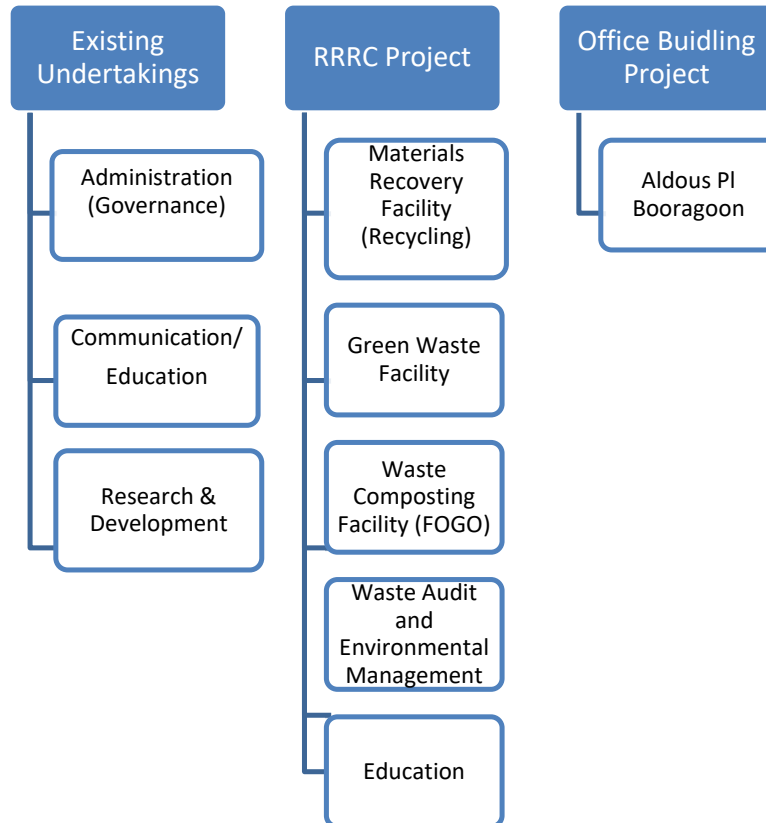 Existing
Undertakings
Administration
(Governance)
Communication/
Education
Research &
Development
RRRC Project
Materials
Recovery
Facility
(Recycling)
Green Waste
Facility
Waste
Composting
Facility (FOGO)
Waste Audit
and
Environmental
Management
Education
Office Buidling
Project
Aldous Pl
Booragoon